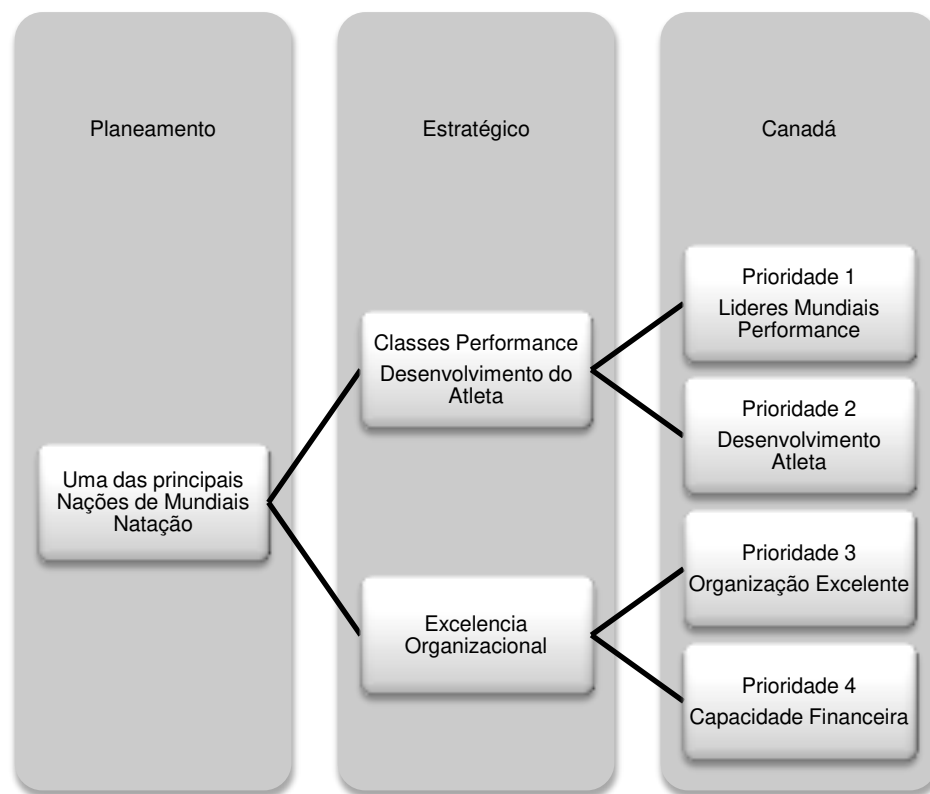 Planeamento
Estratégico
Canadá
Uma das principais
Nações de Mundiais
Natação
Classes Performance
Desenvolvimento do
Atleta
Excelencia
Organizacional
Prioridade 1
Lideres Mundiais
Performance
Prioridade 2
Desenvolvimento
Atleta
Prioridade 3
Organização Excelente
Prioridade 4
Capacidade Financeira